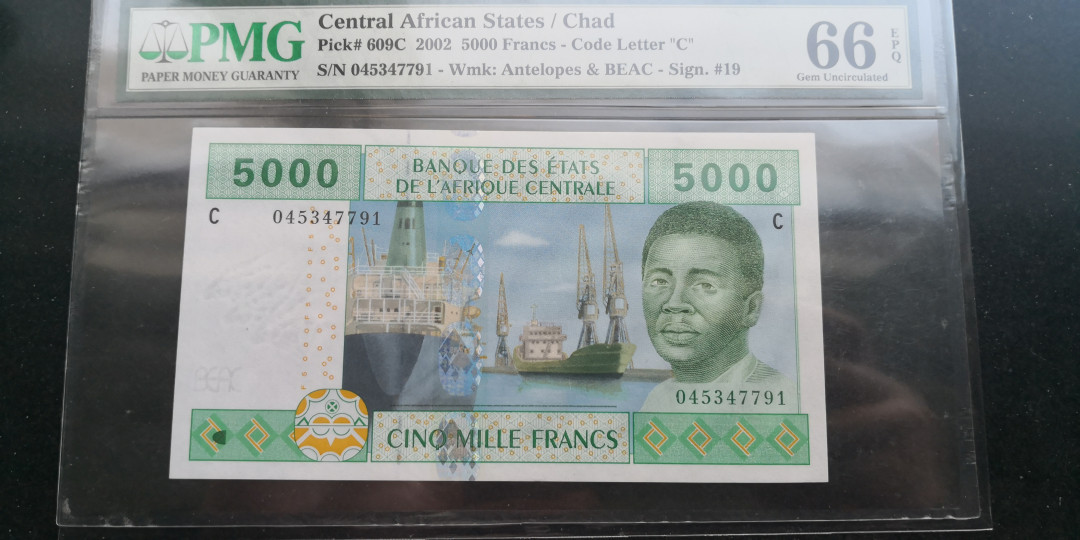 PMG
PAPER MONEY GUARANTY
Central African States / Chad
Pick# 609C 2002 5000 Francs - Code Letter "C"
S/N 045347791 - Wmk: Antelopes & BEAC - Sign. #19
66
EPQ
Gem Uncirculated
5000
BANQUE DES ÉTATS
DE L'AFRIQUE CENTRALE
5000
C 045347791
C
BEAC
045347791
CINQ MILLE FRANCS